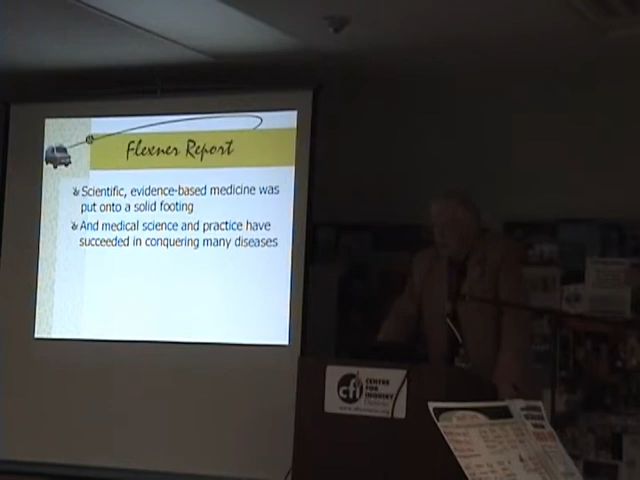 Flexner Report
Scientific, evidence-based medicine was
put onto a solid footing
And medical science and practice have
succeeded in conquering many diseases
cfi
CENTRE
FOR
INQUIRY